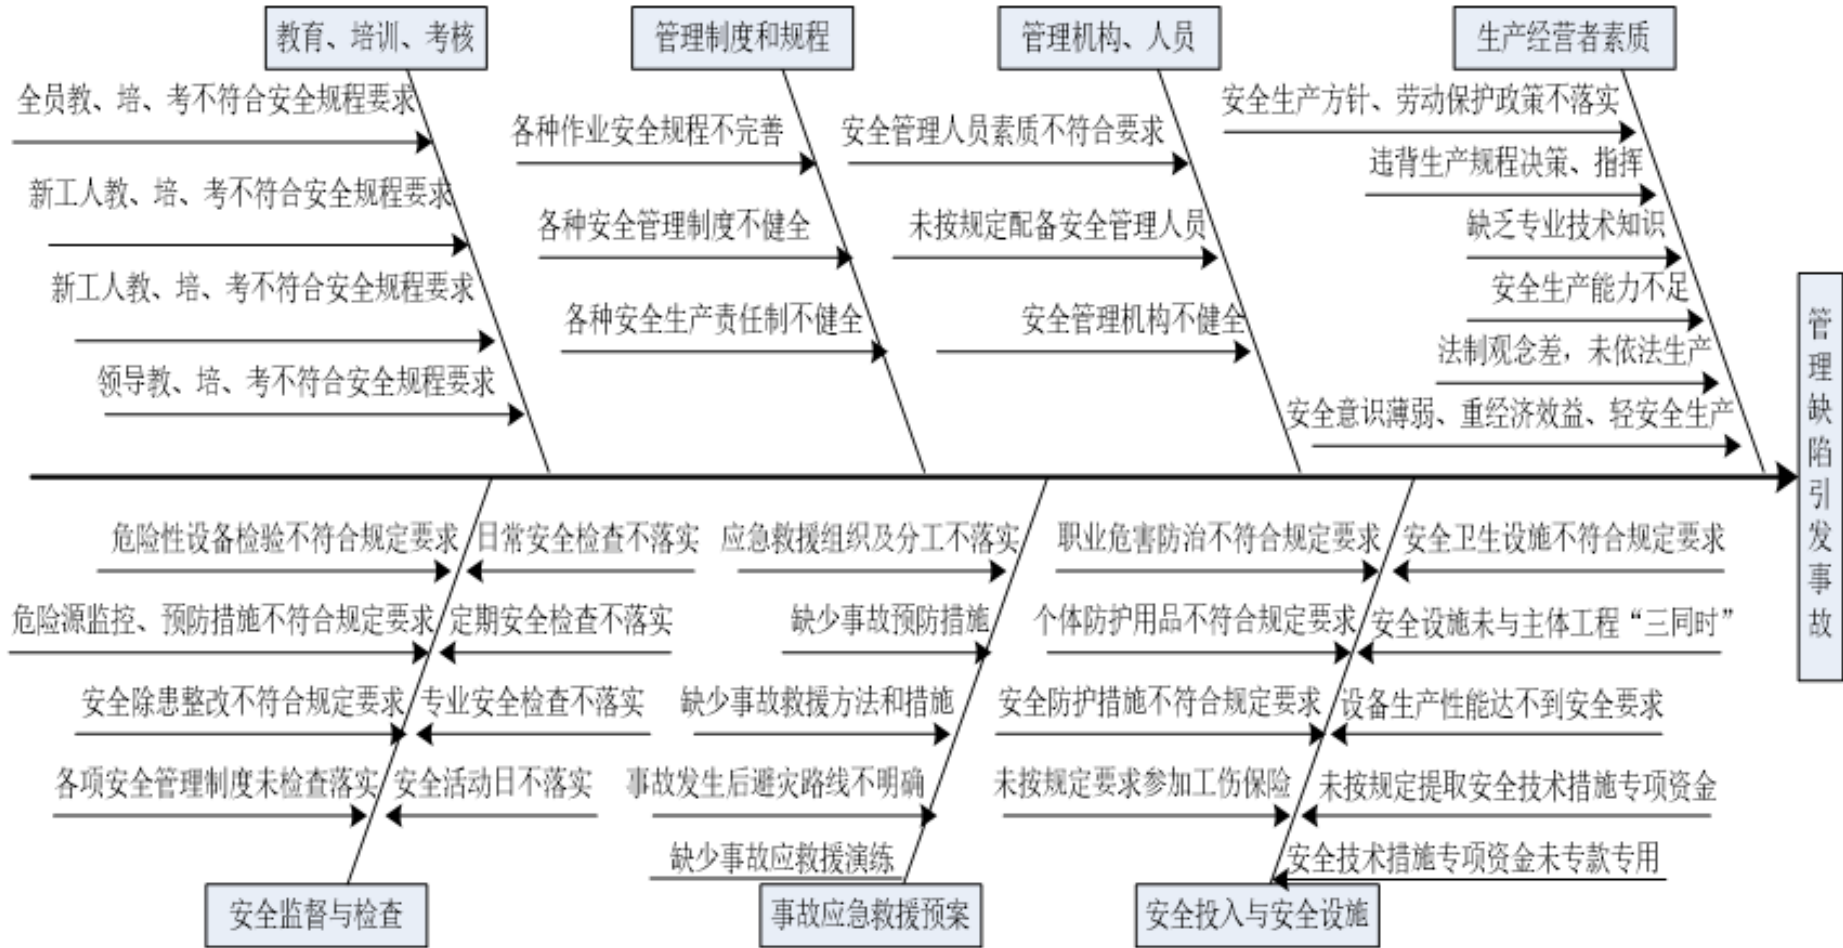 教育、培训、考核
全员教、培、考不符合安全规程要求
新工人教、培、考不符合安全规程要求
新工人教、培、考不符合安全规程要求
领导教、培、考不符合安全规程要求
管理制度和规程
各种作业安全规程不完善
各种安全管理制度不健全
各种安全生产责任制不健全
管理机构、人员
安全管理人员素质不符合要求
未按规定配备安全管理人员
安全管理机构不健全
生产经营者素质
安全生产方针、劳动保护政策不落实
违背生产规程决策、指挥
缺乏专业技术知识
安全生产能力不足
法制观念差，未依法生产
安全意识薄弱、重经济效益、轻安全生产
管理缺陷引发事故
危险性设备检验不符合规定要求
危险源监控、预防措施不符合规定要求
安全除患整改不符合规定要求
各项安全管理制度未检查落实
日常安全检查不落实
定期安全检查不落实
专业安全检查不落实
安全活动日不落实
安全监督与检查
应急救援组织及分工不落实
缺少事故预防措施
缺少事故救援方法和措施
事故发生后避灾路线不明确
缺少事故应救援演练
事故应急救援预案
职业危害防治不符合规定要求
个体防护用品不符合规定要求
安全防护措施不符合规定要求
未按规定要求参加工伤保险
安全卫生设施不符合规定要求
安全设施未与主体工程“三同时”
设备生产性能达不到安全要求
未按规定提取安全技术措施专项资金
安全技术措施专项资金未专款专用
安全投入与安全设施